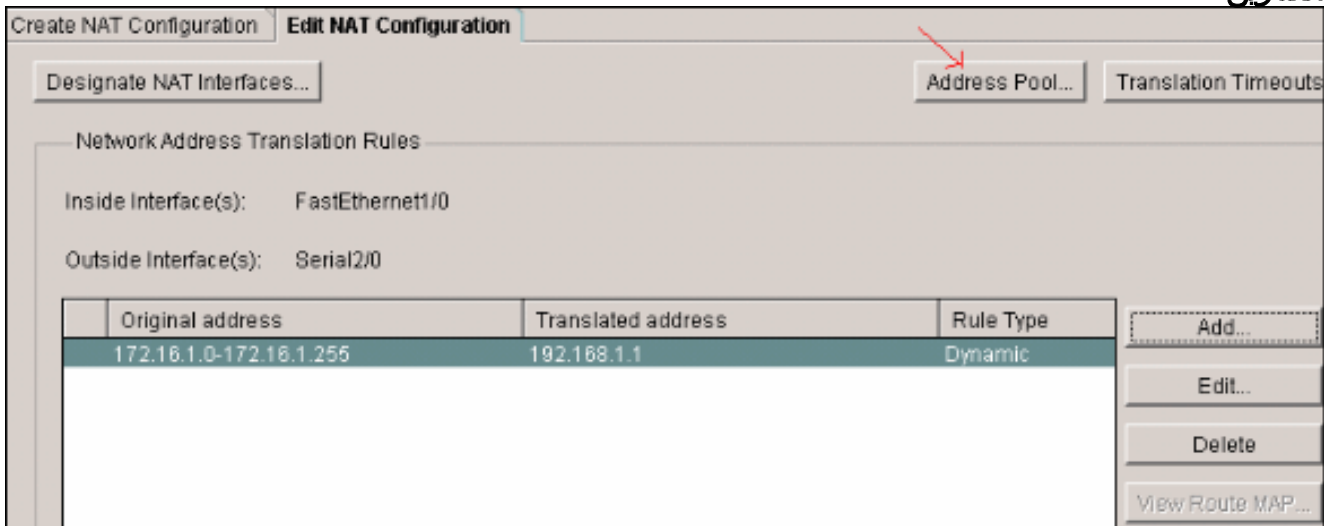 Create NAT Configuration Edit NAT Configuration
Designate NAT Interfaces... Address Pool... Translation Timeouts
Network Address Translation Rules
Inside Interface(s): FastEthernet1/0
Outside Interface(s): Serial2/0
Original address Translated address Rule Type
172.16.1.0-172.16.1.255 192.168.1.1 Dynamic
Add...
Edit...
Delete
View Route MAP...